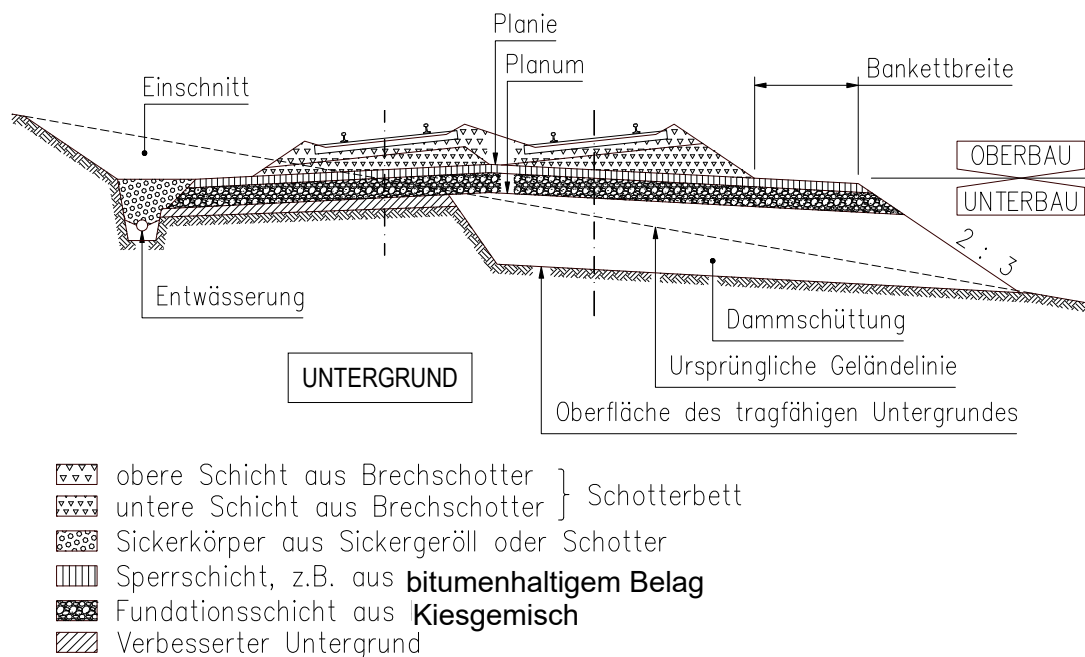 Planie
Planum
Einschnitt
Bankettbreite
OBERBAU
UNTERBAU
2 : 3
Entwässerung
Dammschüttung
UNTERGRUND
Ursprüngliche Geländelinie
Oberfläche des tragfähigen Untergrundes
obere Schicht aus Brechschotter
untere Schicht aus Brechschotter
Schotterbett
Sickerkörper aus Sickergeröll oder Schotter
Sperrschicht, z.B. aus bitumenhaltigem Belag
Fundationsschicht aus Kiesgemisch
Verbesserter Untergrund